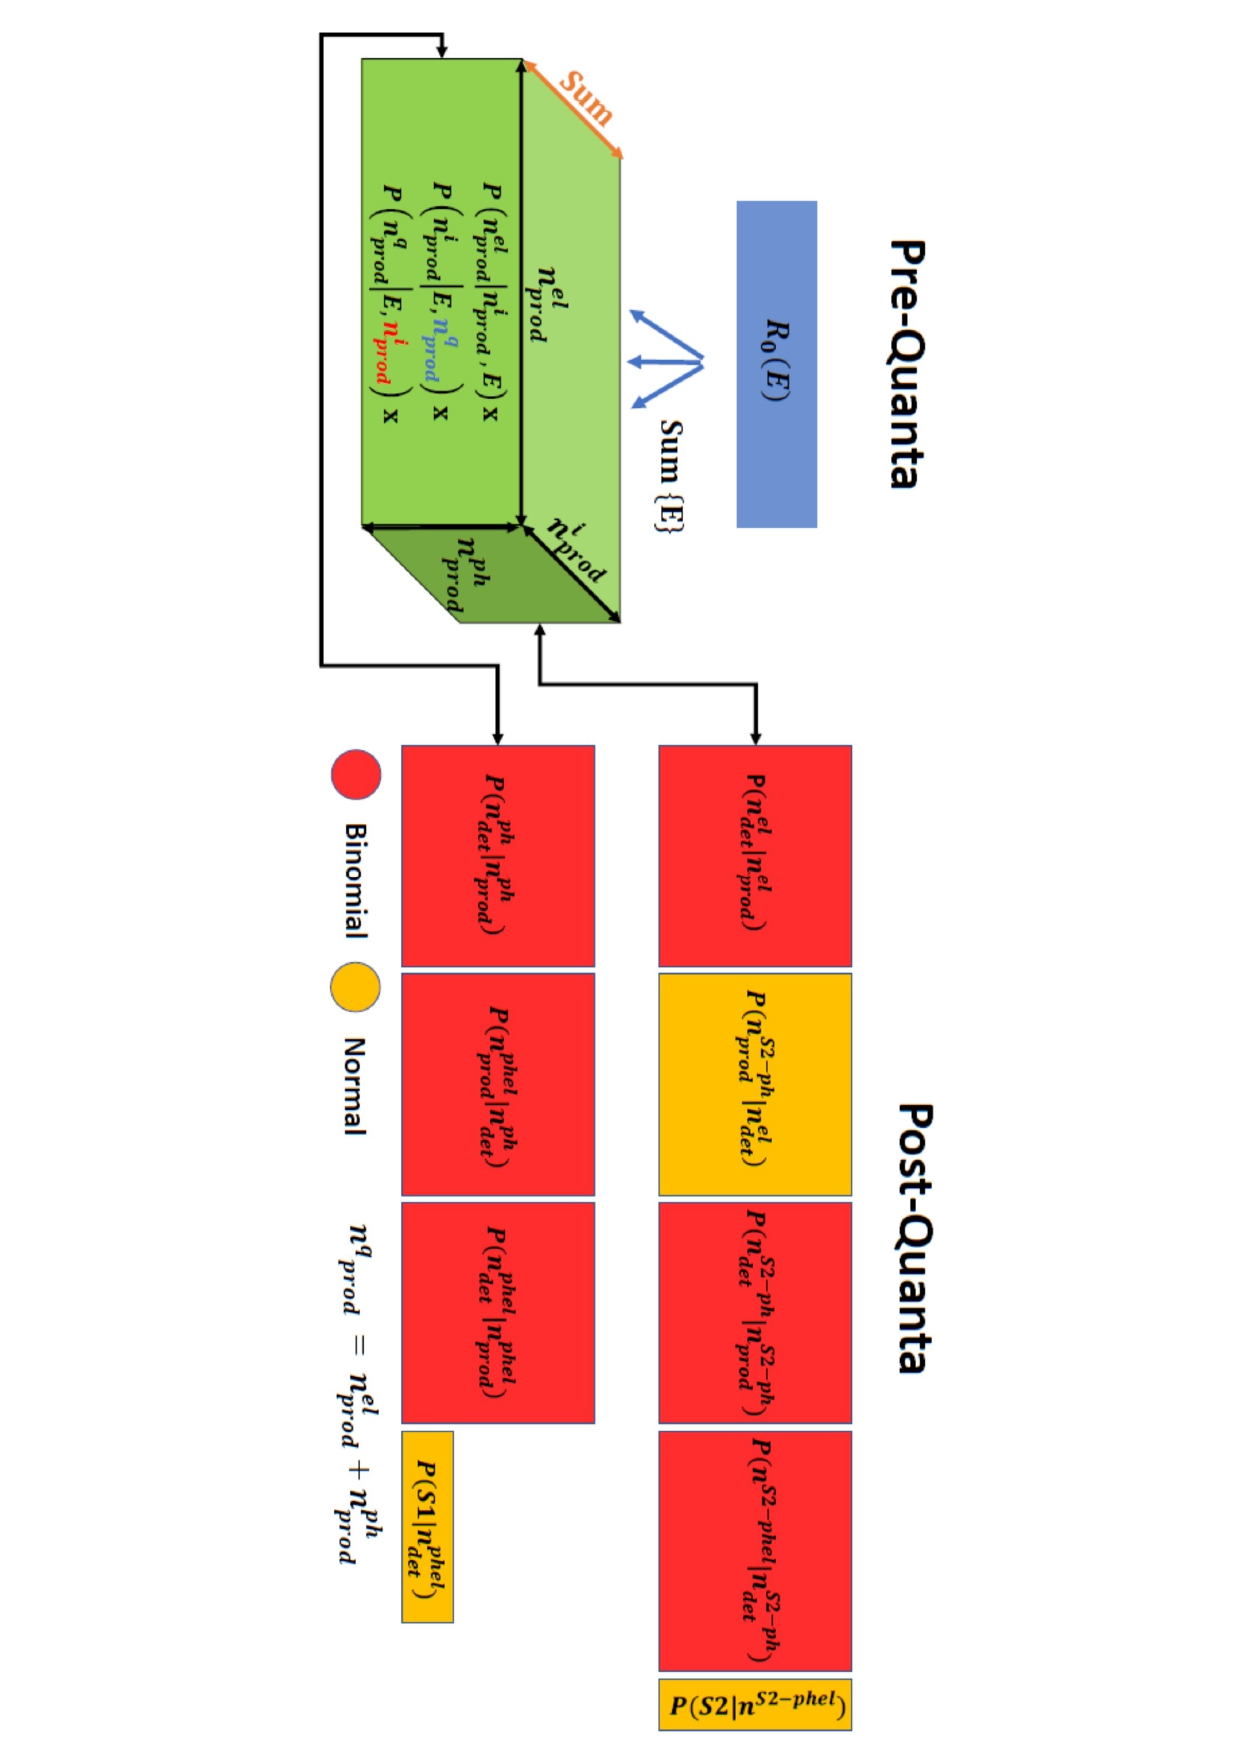 Pre-Quanta
Post-Quanta
R₀(E)
Sum {E}
Sum
n^{el}_{prod}
n^{i}_{prod}
n^{ph}_{prod}
P(n^{el}_{prod}|n^{i}_{prod}, E) x
P(n^{i}_{prod}|E, n^{q}_{prod}) x
P(n^{q}_{prod}|E, n^{i}_{prod}) x
P(n^{el}_{det}|n^{el}_{prod})
P(n^{S2-ph}_{prod}|n^{el}_{det})
P(n^{S2-ph}_{det}|n^{S2-ph}_{prod})
P(n^{S2-phel}|n^{S2-ph}_{det})
P(S2|n^{S2-phel})
P(n^{ph}_{det}|n^{ph}_{prod})
P(n^{phel}_{prod}|n^{ph}_{det})
P(n^{phel}_{det}|n^{phel}_{prod})
P(S1|n^{phel}_{det})
Binomial
Normal
n^{q}_{prod} = n^{el}_{prod} + n^{ph}_{prod}